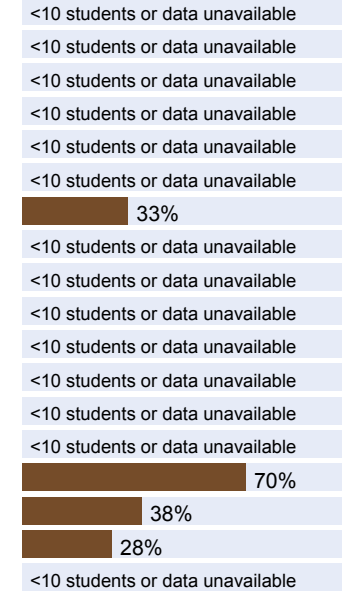 <10 students or data unavailable
<10 students or data unavailable
<10 students or data unavailable
<10 students or data unavailable
<10 students or data unavailable
<10 students or data unavailable
33%
<10 students or data unavailable
<10 students or data unavailable
<10 students or data unavailable
<10 students or data unavailable
<10 students or data unavailable
<10 students or data unavailable
<10 students or data unavailable
70%
38%
28%
<10 students or data unavailable